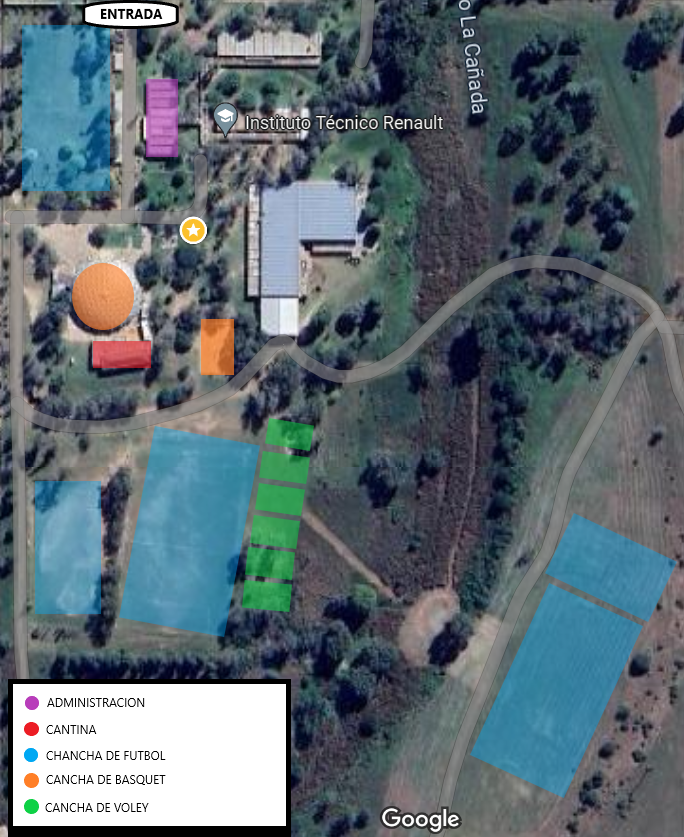 ENTRADA
o La Cañada
Instituto Técnico Renault
ADMINISTRACION
CANTINA
CHANCHA DE FUTBOL
CANCHA DE BASQUET
CANCHA DE VOLEY
Google